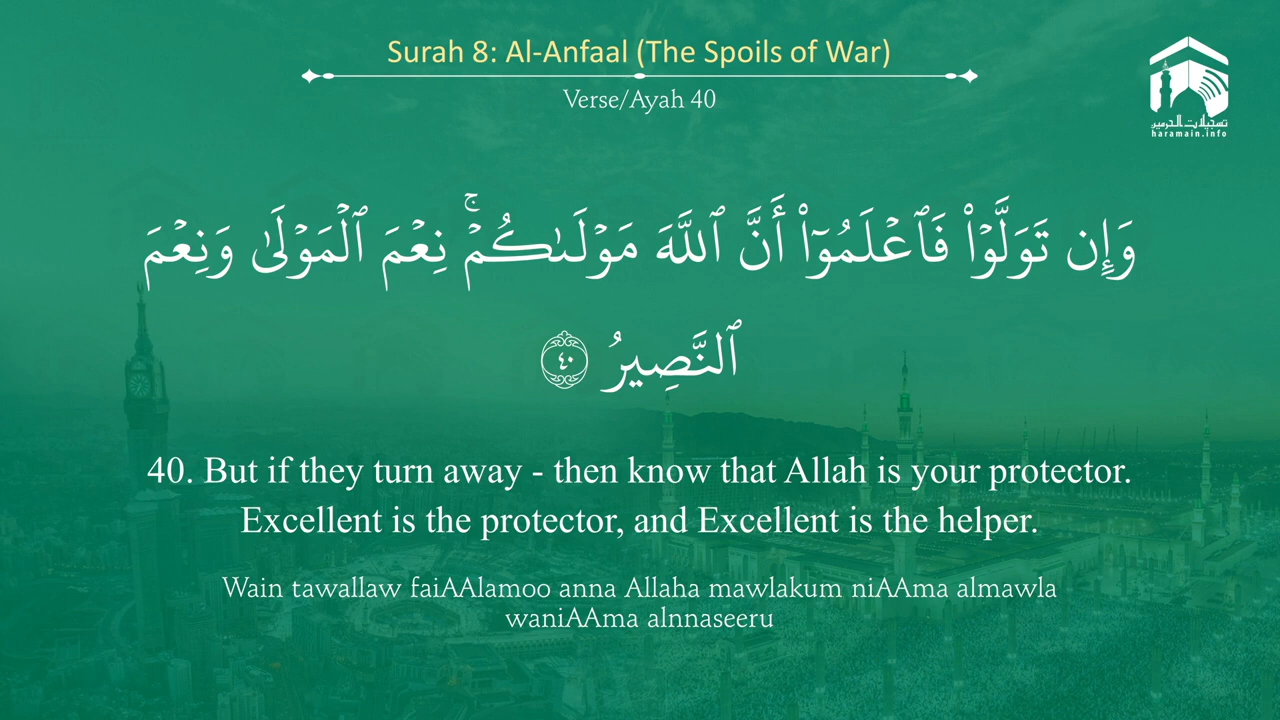 Surah 8: Al-Anfaal (The Spoils of War)
Verse/Ayah 40
تسجيلات الحرمين
haramain.info
وَإِن تَوَلَّوْا۟ فَٱعْلَمُوٓا۟ أَنَّ ٱللَّهَ مَوْلَىٰكُمْ ۚ نِعْمَ ٱلْمَوْلَىٰ وَنِعْمَ
ٱلنَّصِيرُ ٤٠
40. But if they turn away - then know that Allah is your protector.
Excellent is the protector, and Excellent is the helper.
Wain tawallaw faiAAlamoo anna Allaha mawlakum niAAma almawla
waniAAma alnnaseeru